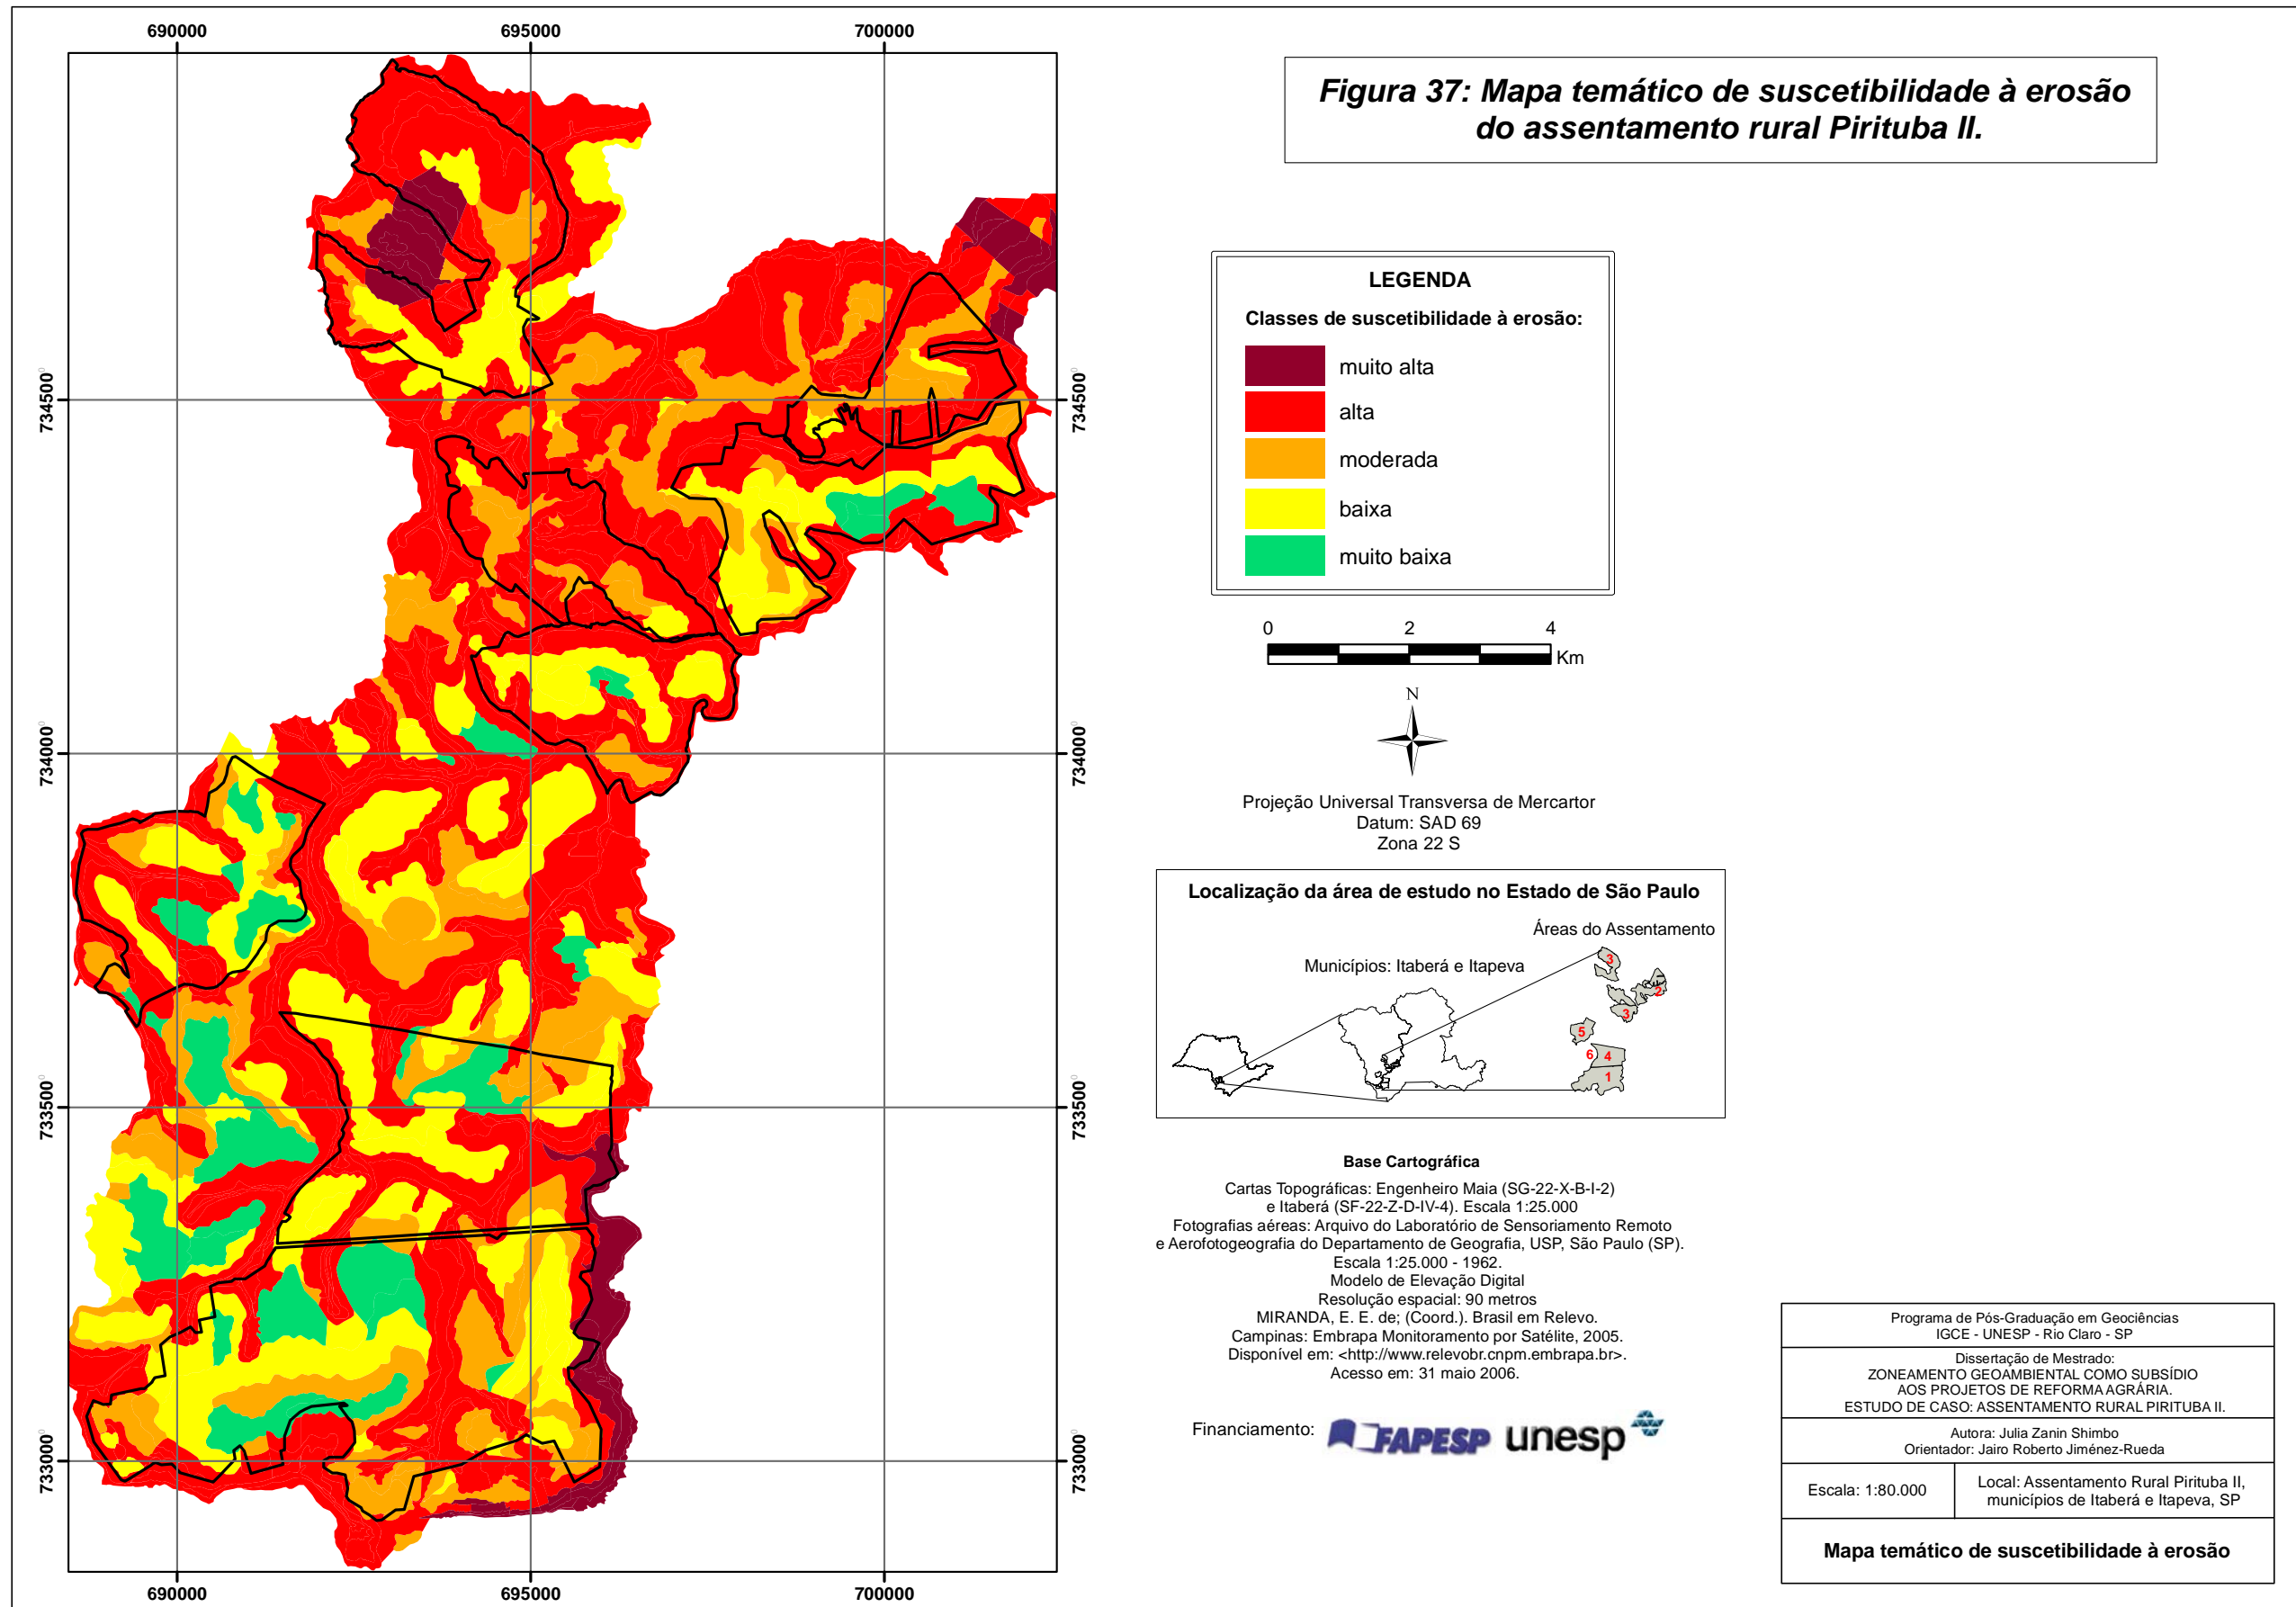 690000
695000
700000
Figura 37: Mapa temático de suscetibilidade à erosão
do assentamento rural Pirituba II.
7345000
7345000
7340000
7340000
7335000
7335000
7330000
7330000
690000
695000
700000
LEGENDA
Classes de suscetibilidade à erosão:
muito alta
alta
moderada
baixa
muito baixa
0 2 4
Km
N
Projeção Universal Transversa de Mercartor
Datum: SAD 69
Zona 22 S
Localização da área de estudo no Estado de São Paulo
Áreas do Assentamento
Municípios: Itaberá e Itapeva
3
2
3
5
6 4
1
Base Cartográfica
Cartas Topográficas: Engenheiro Maia (SG-22-X-B-I-2)
e Itaberá (SF-22-Z-D-IV-4). Escala 1:25.000
Fotografias aéreas: Arquivo do Laboratório de Sensoriamento Remoto
e Aerofotogeografia do Departamento de Geografia, USP, São Paulo (SP).
Escala 1:25.000 - 1962.
Modelo de Elevação Digital
Resolução espacial: 90 metros
MIRANDA, E. E. de; (Coord.). Brasil em Relevo.
Campinas: Embrapa Monitoramento por Satélite, 2005.
Disponível em: <http://www.relevobr.cnpm.embrapa.br>.
Acesso em: 31 maio 2006.
Financiamento: FAPESP unesp
Programa de Pós-Graduação em Geociências
IGCE - UNESP - Rio Claro - SP
Dissertação de Mestrado:
ZONEAMENTO GEOAMBIENTAL COMO SUBSÍDIO
AOS PROJETOS DE REFORMA AGRÁRIA.
ESTUDO DE CASO: ASSENTAMENTO RURAL PIRITUBA II.
Autora: Julia Zanin Shimbo
Orientador: Jairo Roberto Jiménez-Rueda
Escala: 1:80.000
Local: Assentamento Rural Pirituba II,
municípios de Itaberá e Itapeva, SP
Mapa temático de suscetibilidade à erosão